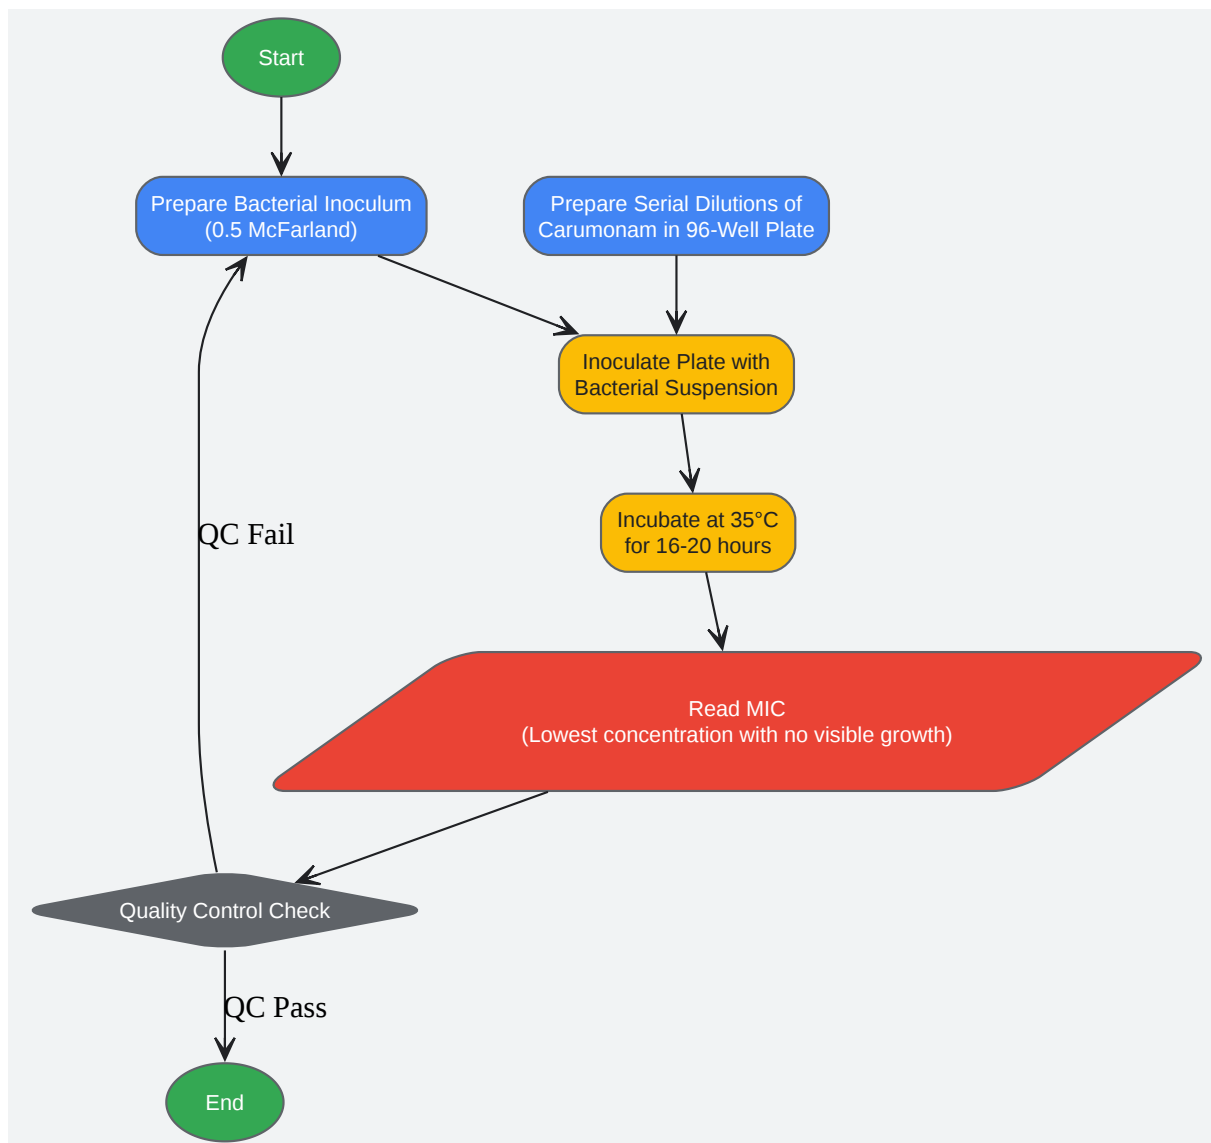 Start
Prepare Bacterial Inoculum
(0.5 McFarland)
Prepare Serial Dilutions of
Carumonam in 96-Well Plate
Inoculate Plate with
Bacterial Suspension
Incubate at 35°C
for 16-20 hours
QC Fail
Read MIC
(Lowest concentration with no visible growth)
Quality Control Check
QC Pass
End